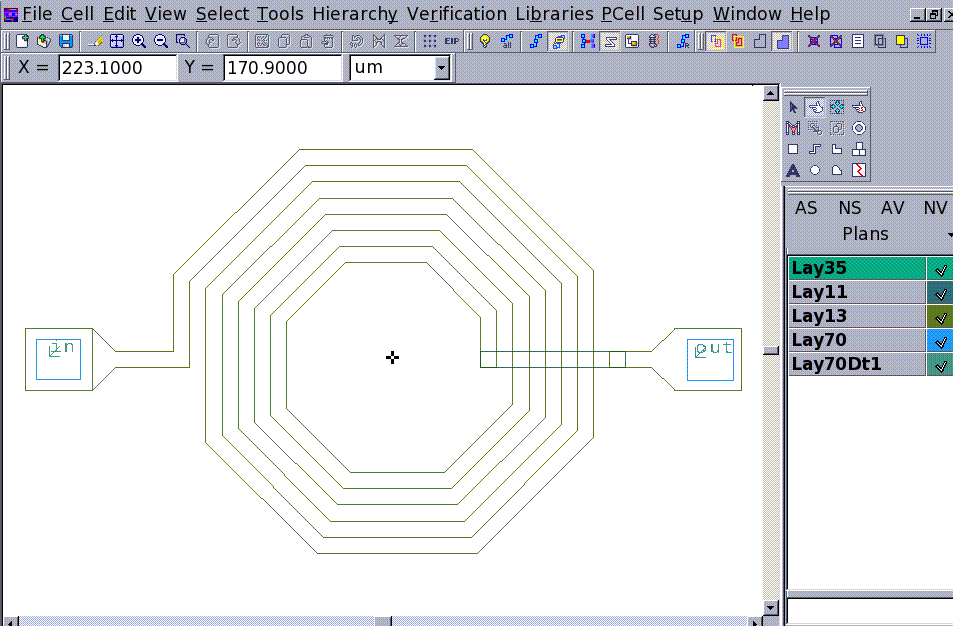 File Cell Edit View Select Tools Hierarchy Verification Libraries PCell Setup Window Help
EIP
X = 223.1000 Y = 170.9000 um
AS NS AV NV
Plans
Lay35
Lay11
Lay13
Lay70
Lay70Dt1
in
out